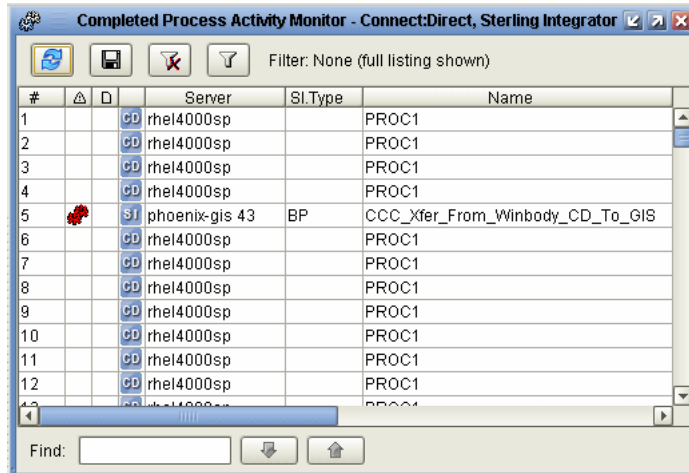 Completed Process Activity Monitor - Connect:Direct, Sterling Integrator
Filter: None (full listing shown)
# Server SI.Type Name
1 CD rhel4000sp PROC1
2 CD rhel4000sp PROC1
3 CD rhel4000sp PROC1
4 CD rhel4000sp PROC1
5 SI phoenix-gis 43 BP CCC_Xfer_From_Winbody_CD_To_GIS
6 CD rhel4000sp PROC1
7 CD rhel4000sp PROC1
8 CD rhel4000sp PROC1
9 CD rhel4000sp PROC1
10 CD rhel4000sp PROC1
11 CD rhel4000sp PROC1
12 CD rhel4000sp PROC1
Find: